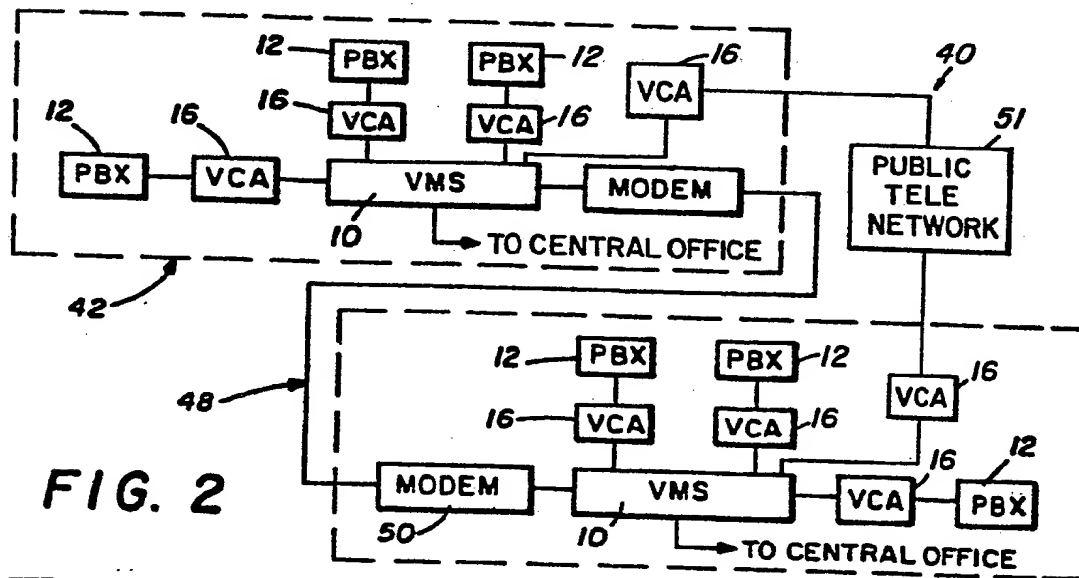 12 PBX PBX 12 16 VCA 40
16 VCA VCA 16 51
12 PBX 16 VCA VMS MODEM PUBLIC
TELE
NETWORK
10 TO CENTRAL OFFICE
42
12 PBX PBX 12
48 16 VCA VCA 16 VCA 16
FIG. 2 MODEM VMS VCA 16 PBX 12
50 10 TO CENTRAL OFFICE